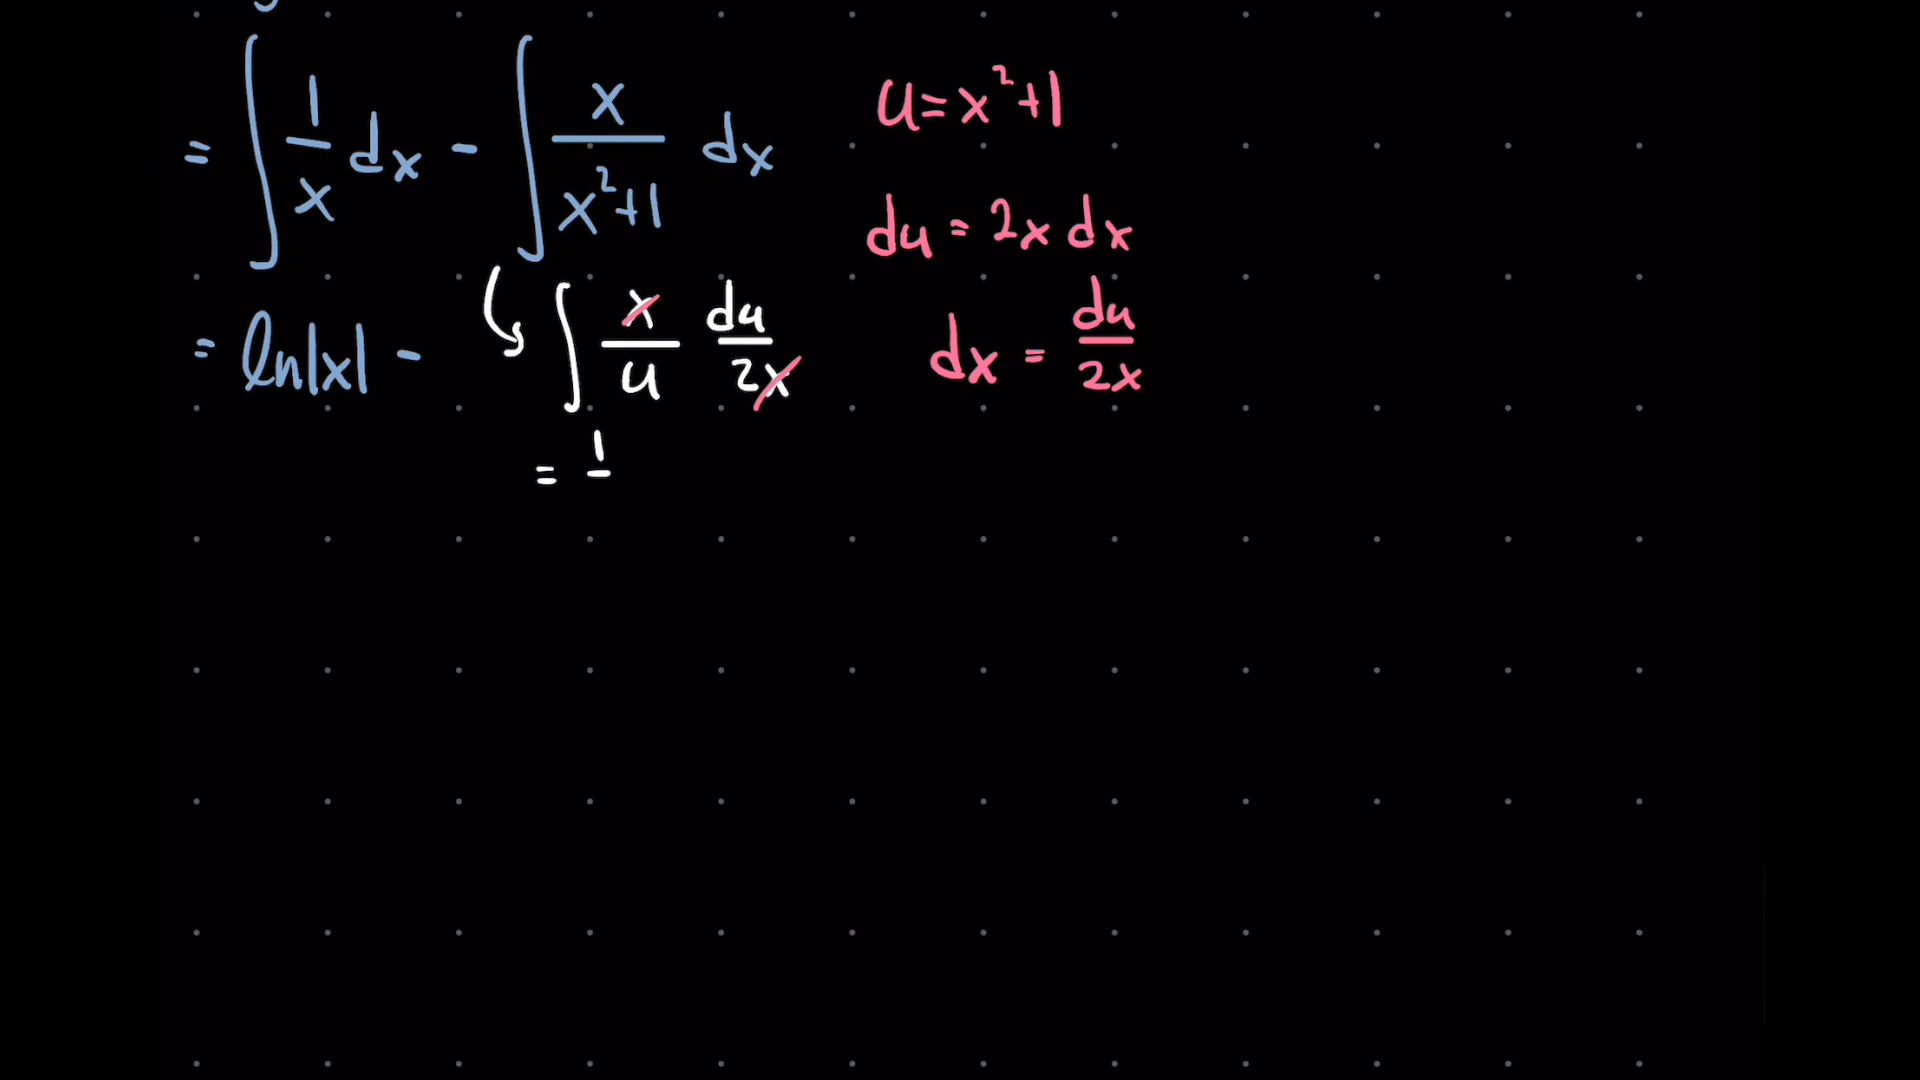 = ∫ 1/x dx - ∫ x/(x²+1) dx
u = x²+1
du = 2x dx
= ln|x| - ∫ x/u du/2x
dx = du/2x
= 1